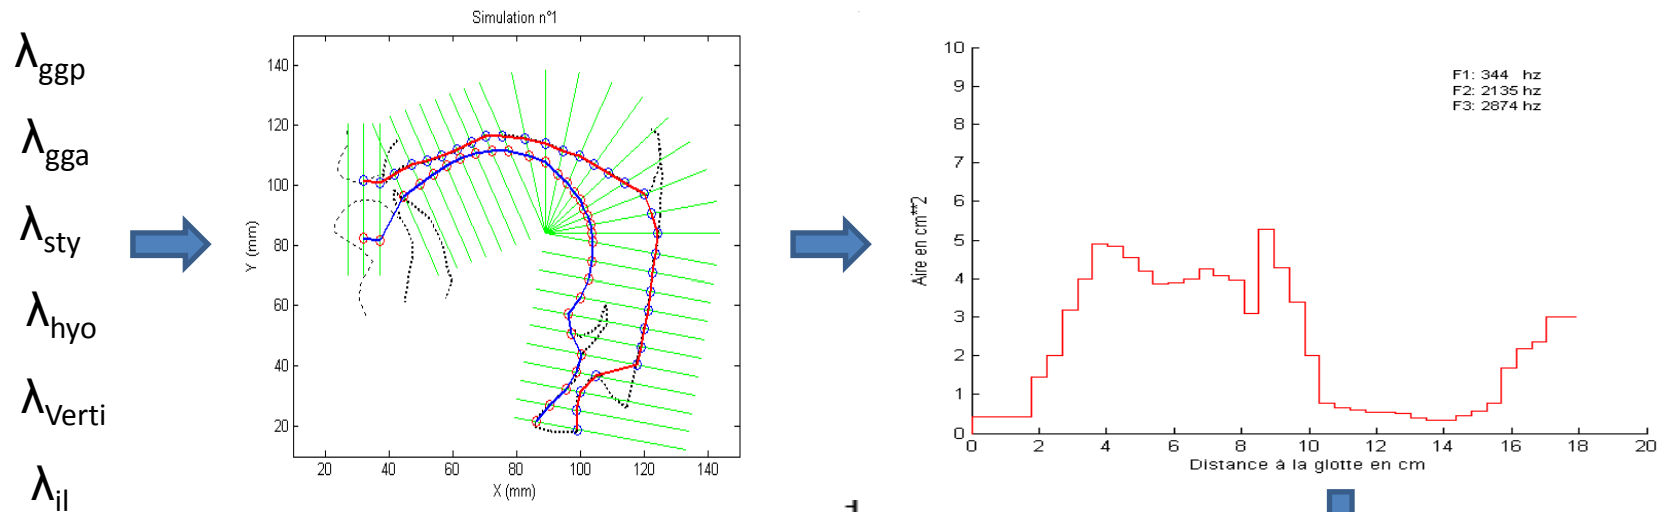 λggp
λgga
λsty
λhyo
λVerti
λil
Simulation n°1
140
120
100
80
60
40
20
Y (mm)
20 40 60 80 100 120 140
X (mm)
10
9
8
7
6
5
4
3
2
1
0
Aire en cm**2
F1: 344 hz
F2: 2135 hz
F3: 2874 hz
0 2 4 6 8 10 12 14 16 18 20
Distance à la glotte en cm